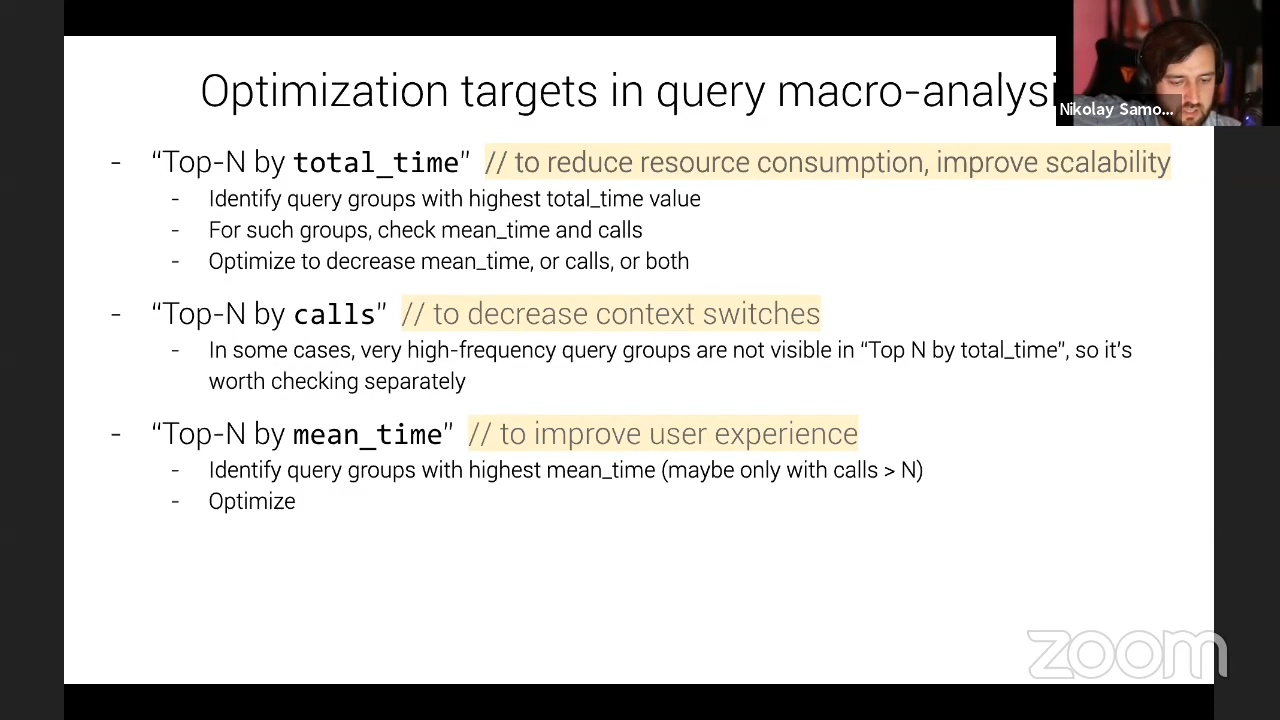 Optimization targets in query macro-analysi
Nikolay Samo...
- “Top-N by total_time” // to reduce resource consumption, improve scalability
- Identify query groups with highest total_time value
- For such groups, check mean_time and calls
- Optimize to decrease mean_time, or calls, or both
- “Top-N by calls” // to decrease context switches
- In some cases, very high-frequency query groups are not visible in “Top N by total_time”, so it's
worth checking separately
- “Top-N by mean_time” // to improve user experience
- Identify query groups with highest mean_time (maybe only with calls > N)
- Optimize
zoom